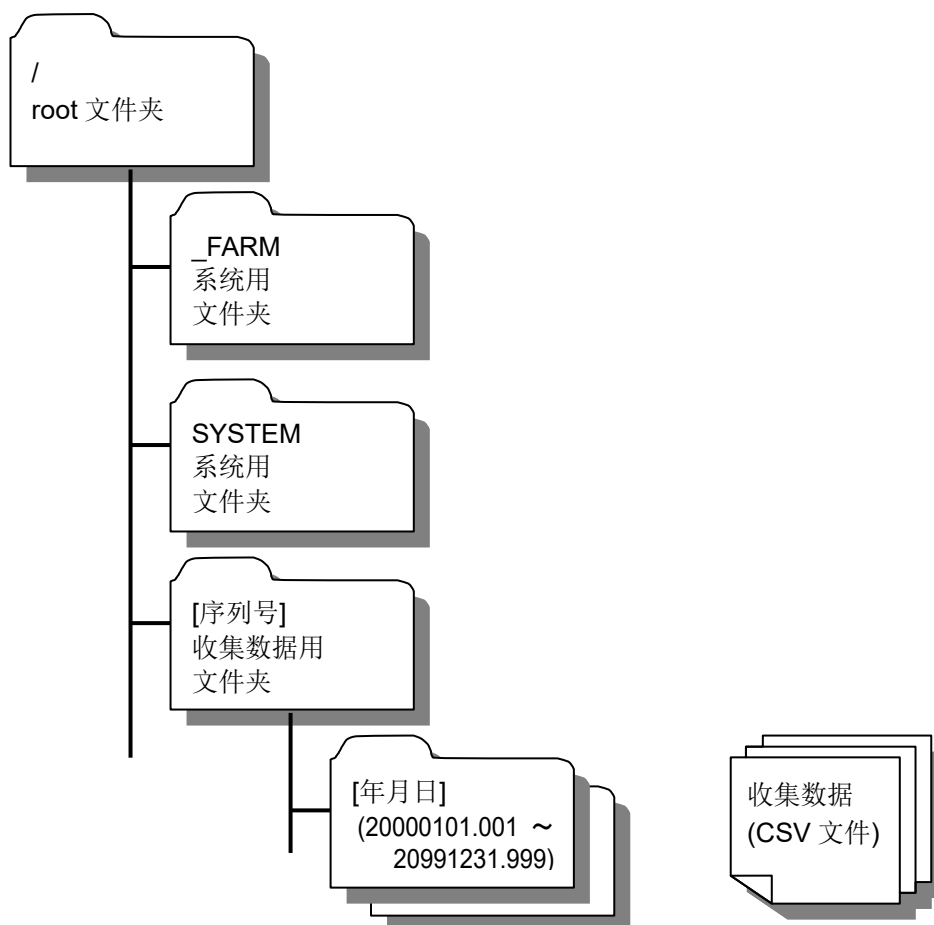 /
root 文件夹
_FARM
系统用
文件夹
SYSTEM
系统用
文件夹
[序列号]
收集数据用
文件夹
[年月日]
(20000101.001 ～
20991231.999)
收集数据
(CSV 文件)